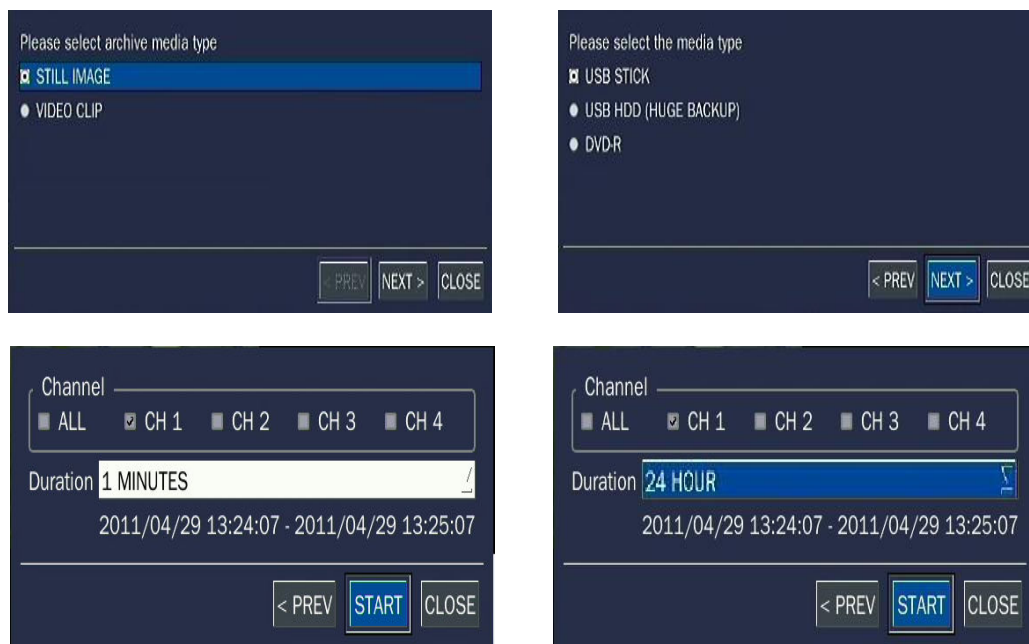 Please select archive media type
STILL IMAGE
VIDEO CLIP
< PREV NEXT > CLOSE
Please select the media type
USB STICK
USB HDD (HUGE BACKUP)
DVD-R
< PREV NEXT > CLOSE
Channel
ALL CH 1 CH 2 CH 3 CH 4
Duration 1 MINUTES
2011/04/29 13:24:07 - 2011/04/29 13:25:07
< PREV START CLOSE
Channel
ALL CH 1 CH 2 CH 3 CH 4
Duration 24 HOUR
2011/04/29 13:24:07 - 2011/04/29 13:25:07
< PREV START CLOSE